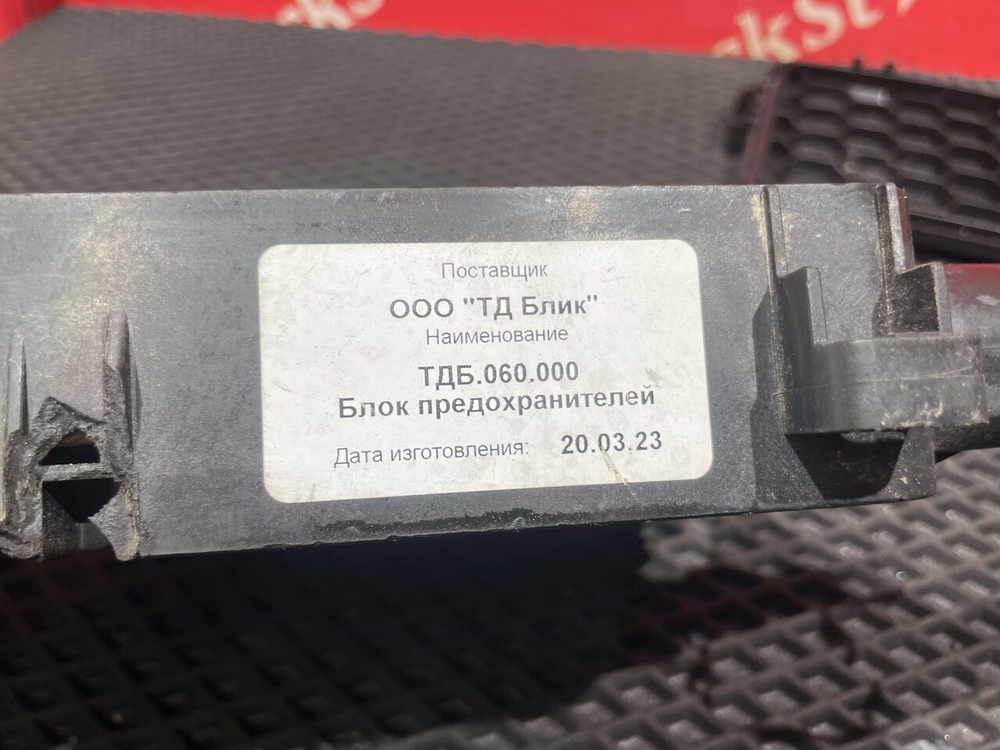 Поставщик
ООО "ТД Блик"
Наименование
ТДБ.060.000
Блок предохранителей
Дата изготовления: 20.03.23